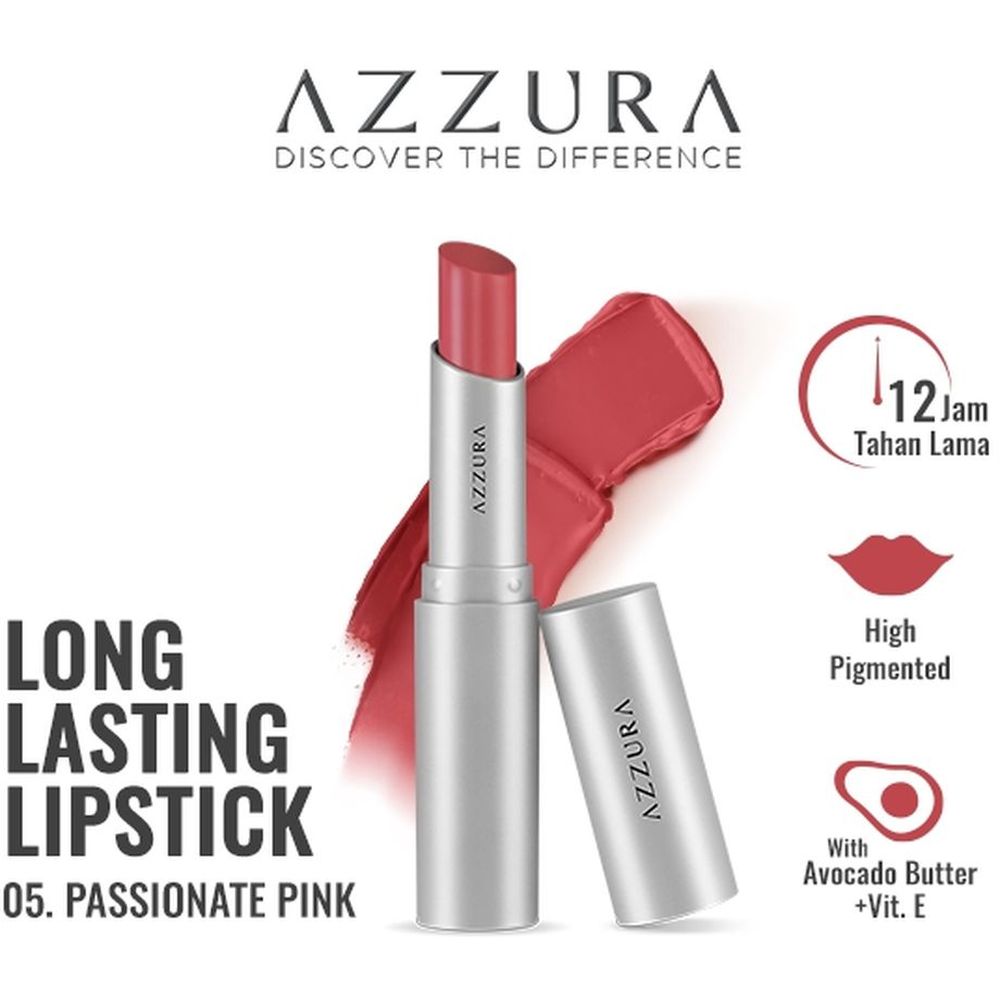 AZZURA
DISCOVER THE DIFFERENCE
AZZURA
AZZURA
LONG
LASTING
LIPSTICK
05. PASSIONATE PINK
12 Jam
Tahan Lama
High
Pigmented
With
Avocado Butter
+Vit. E